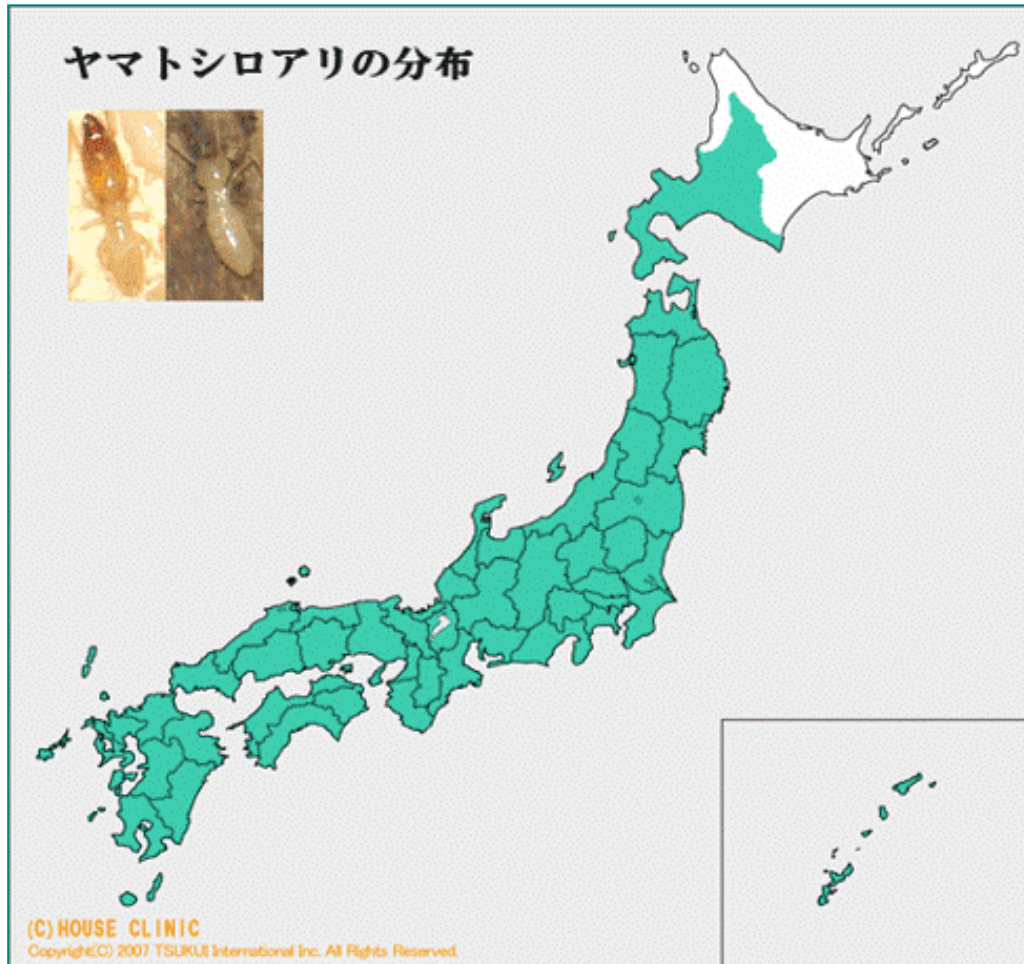 ヤマトシロアリの分布
(C)HOUSE CLINIC
Copyright(C) 2007 TSUKUI International Inc. All Rights Reserved.